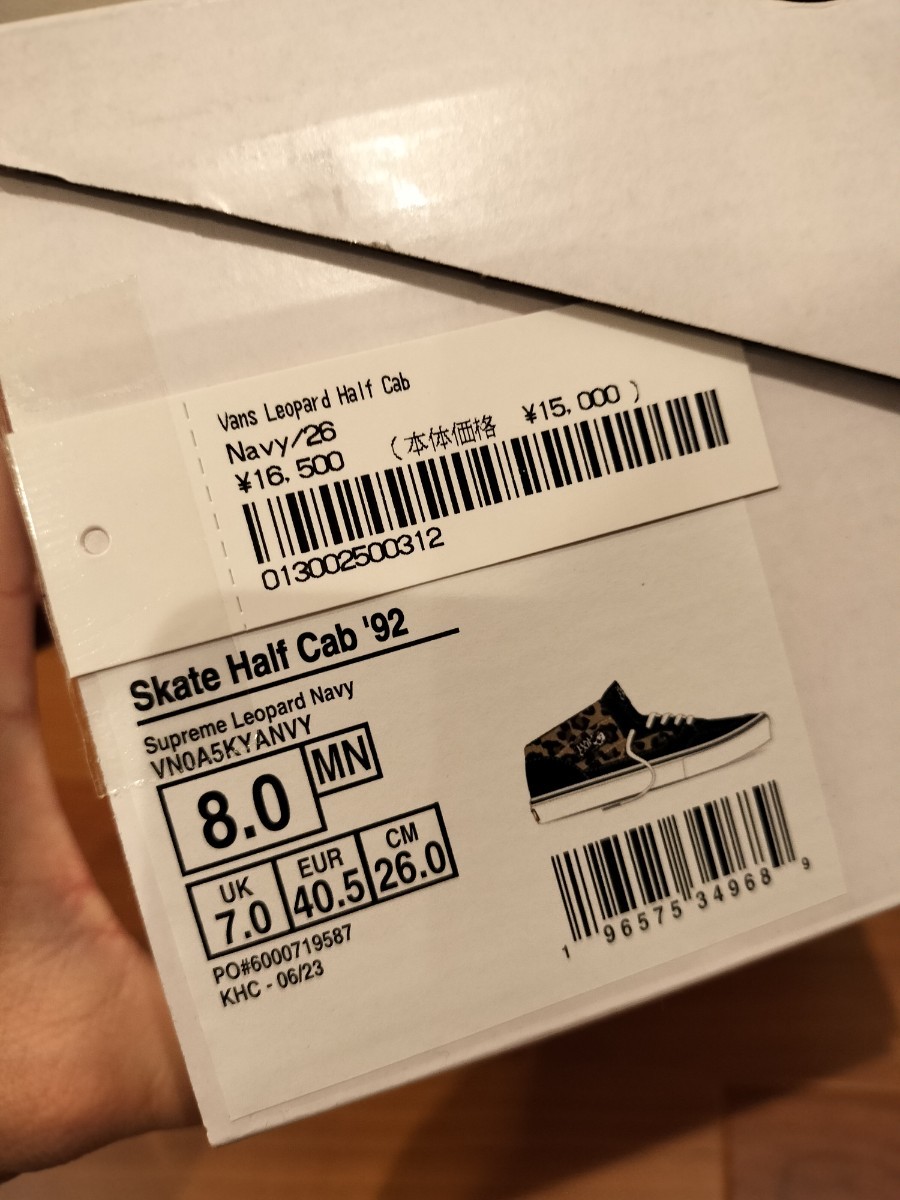 Vans Leopard Half Cab
Navy/26
¥16,500 (本体価格 ¥15,000 )
013002500312
Skate Half Cab '92
Supreme Leopard Navy
VN0A5KYANVY
8.0 MN
UK EUR CM
7.0 40.5 26.0
PO#6000719587
KHC - 06/23
1 96575 34968 9